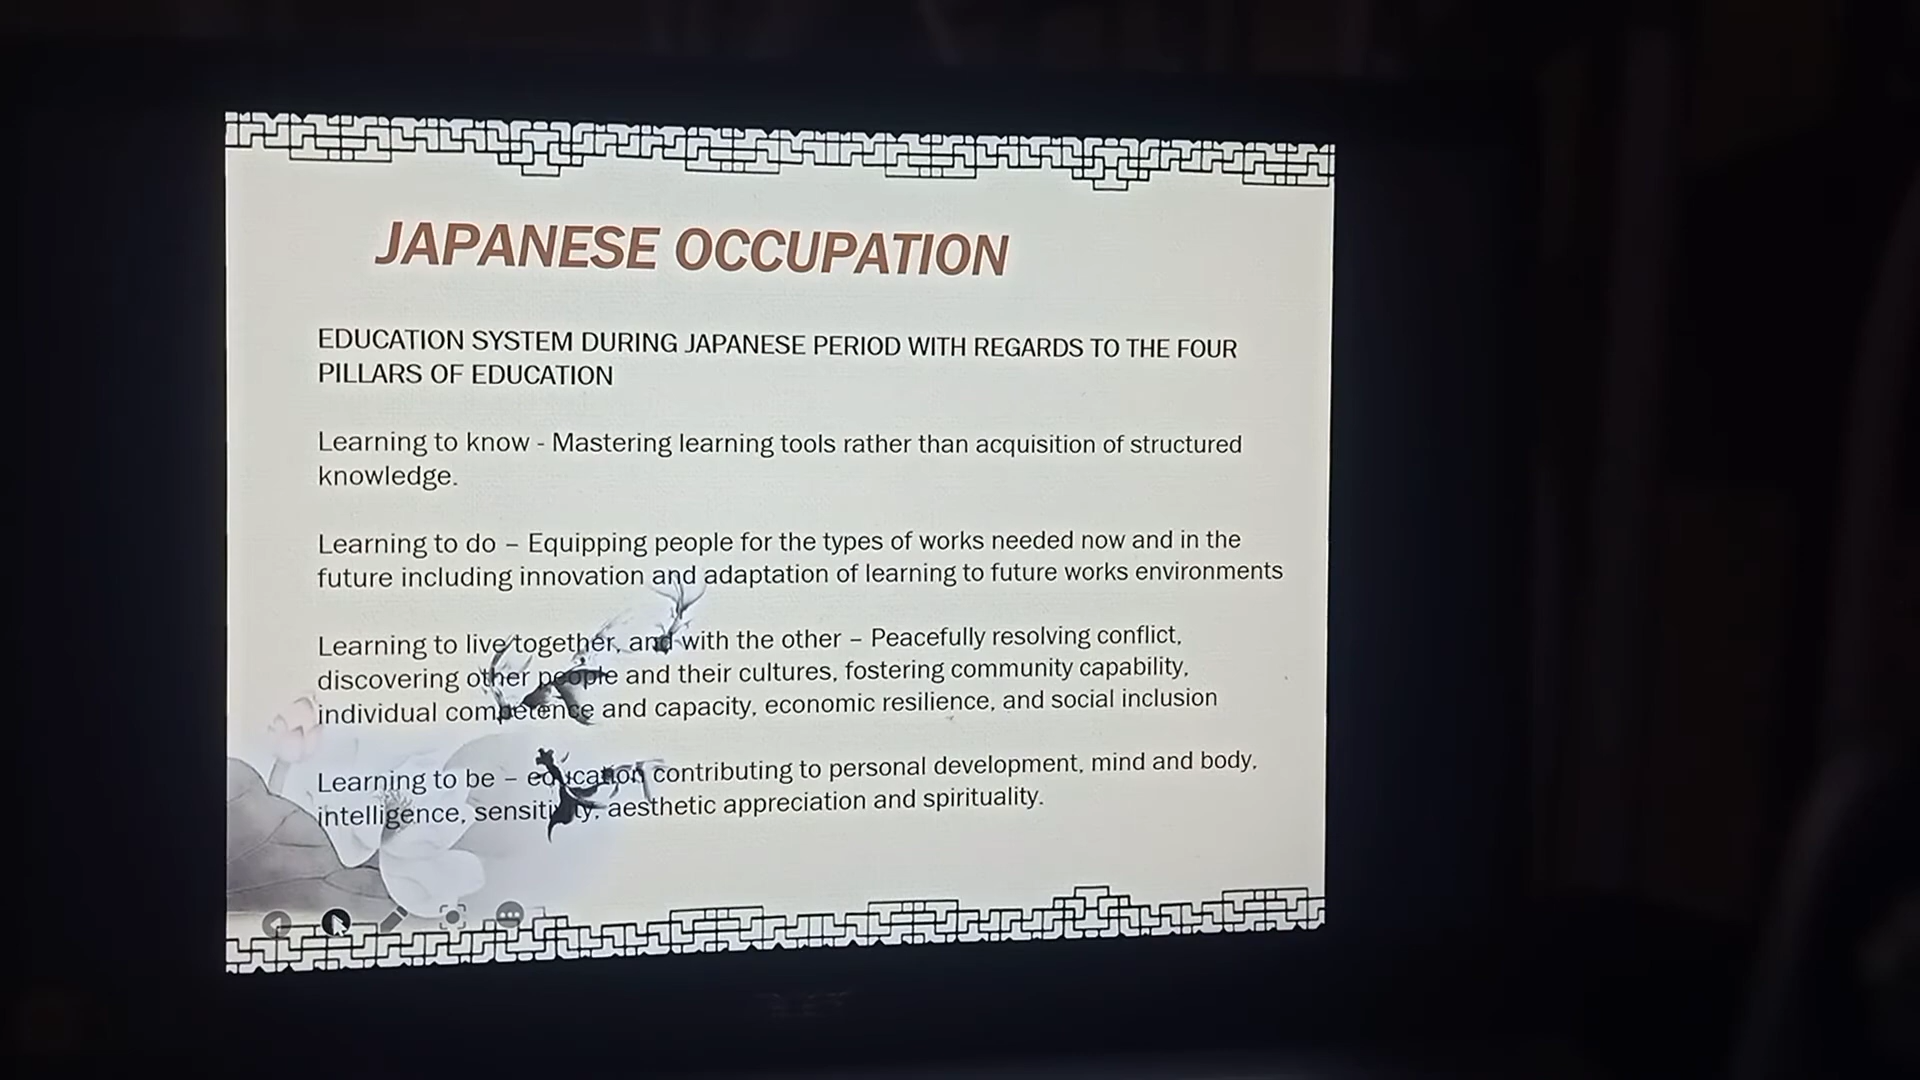 JAPANESE OCCUPATION
EDUCATION SYSTEM DURING JAPANESE PERIOD WITH REGARDS TO THE FOUR
PILLARS OF EDUCATION
Learning to know - Mastering learning tools rather than acquisition of structured
knowledge.
Learning to do – Equipping people for the types of works needed now and in the
future including innovation and adaptation of learning to future works environments
Learning to live together, and with the other – Peacefully resolving conflict,
discovering other people and their cultures, fostering community capability,
individual competence and capacity, economic resilience, and social inclusion
Learning to be – education contributing to personal development, mind and body,
intelligence, sensitivity, aesthetic appreciation and spirituality.